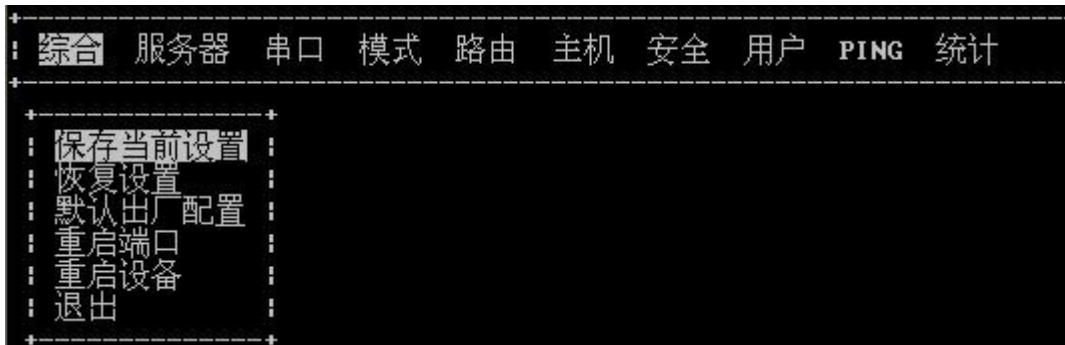 综合 服务器 串口 模式 路由 主机 安全 用户 PING 统计
保存当前设置
恢复设置
默认出厂配置
重启端口
重启设备
退出